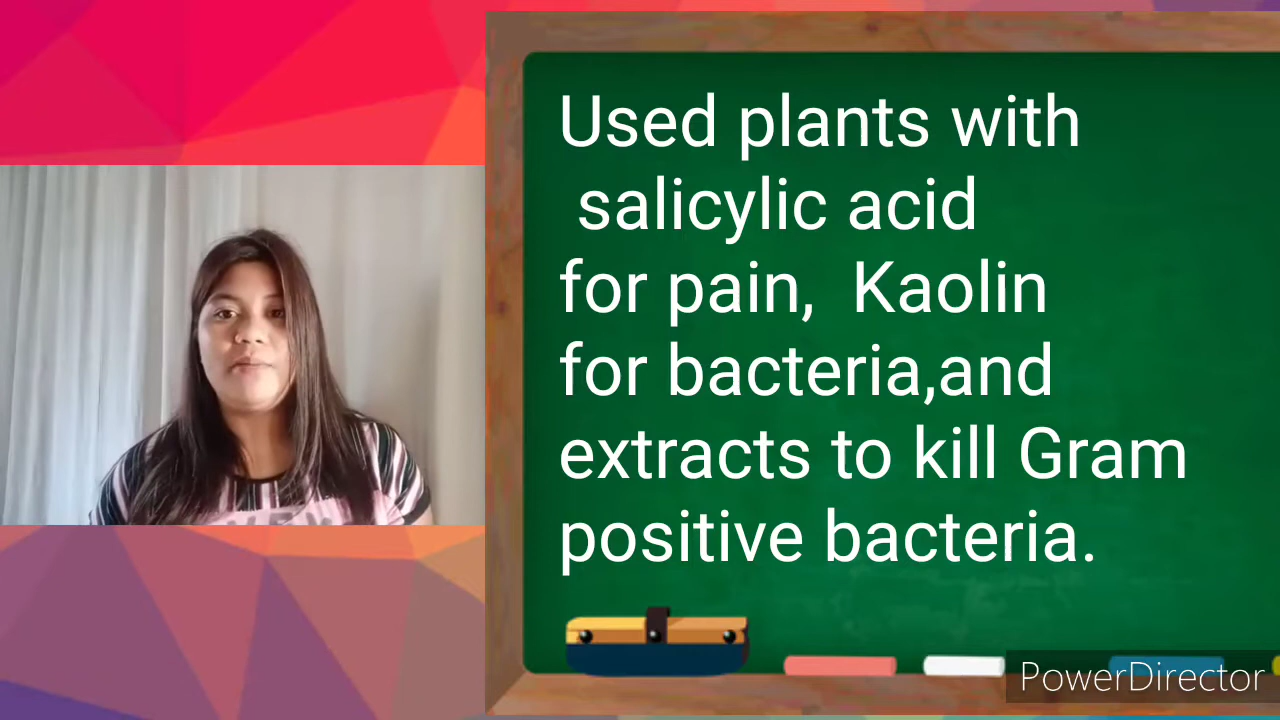 Used plants with
salicylic acid
for pain, Kaolin
for bacteria,and
extracts to kill Gram
positive bacteria.
PowerDirector